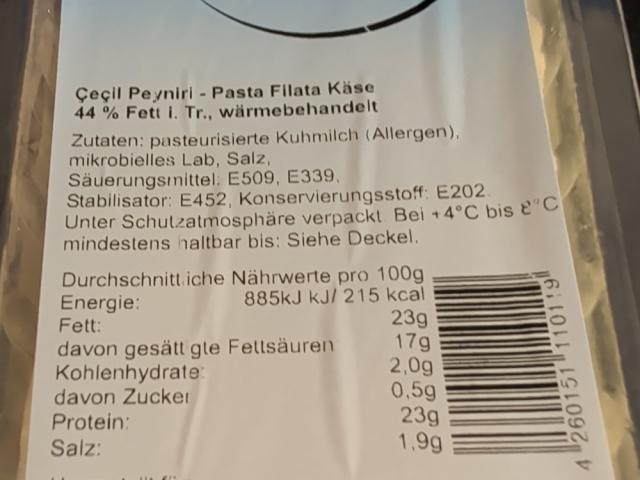 Çeçil Peyniri - Pasta Filata Käse
44 % Fett i. Tr., wärmebehandelt
Zutaten: pasteurisierte Kuhmilch (Allergen),
mikrobielles Lab, Salz,
Säuerungsmittel: E509, E339,
Stabilisator: E452, Konservierungsstoff: E202.
Unter Schutzatmosphäre verpackt. Bei +4°C bis 8°C
mindestens haltbar bis: Siehe Deckel.
Durchschnittliche Nährwerte pro 100g
Energie: 885kJ kJ/ 215 kcal
Fett: 23g
davon gesättigte Fettsäuren 17g
Kohlenhydrate: 2,0g
davon Zucker 0,5g
Protein: 23g
Salz: 1,9g
4 260151 110119